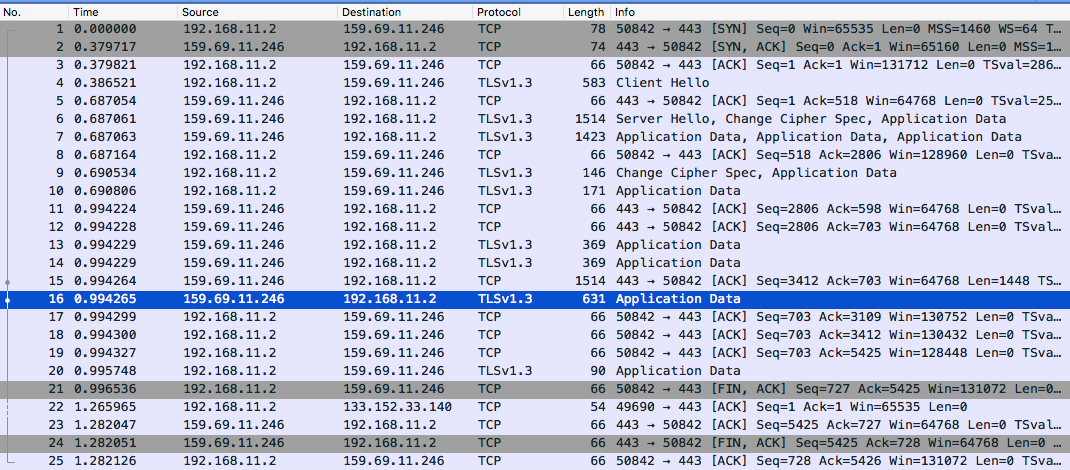 No. Time Source Destination Protocol Length Info
1 0.000000 192.168.11.2 159.69.11.246 TCP 78 50842 → 443 [SYN] Seq=0 Win=65535 Len=0 MSS=1460 WS=64 T…
2 0.379717 159.69.11.246 192.168.11.2 TCP 74 443 → 50842 [SYN, ACK] Seq=0 Ack=1 Win=65160 Len=0 MSS=1…
3 0.379821 192.168.11.2 159.69.11.246 TCP 66 50842 → 443 [ACK] Seq=1 Ack=1 Win=131712 Len=0 TSval=286…
4 0.386521 192.168.11.2 159.69.11.246 TLSv1.3 583 Client Hello
5 0.687054 159.69.11.246 192.168.11.2 TCP 66 443 → 50842 [ACK] Seq=1 Ack=518 Win=64768 Len=0 TSval=25…
6 0.687061 159.69.11.246 192.168.11.2 TLSv1.3 1514 Server Hello, Change Cipher Spec, Application Data
7 0.687063 159.69.11.246 192.168.11.2 TLSv1.3 1423 Application Data, Application Data, Application Data
8 0.687164 192.168.11.2 159.69.11.246 TCP 66 50842 → 443 [ACK] Seq=518 Ack=2806 Win=128960 Len=0 TSva…
9 0.690534 192.168.11.2 159.69.11.246 TLSv1.3 146 Change Cipher Spec, Application Data
10 0.690806 192.168.11.2 159.69.11.246 TLSv1.3 171 Application Data
11 0.994224 159.69.11.246 192.168.11.2 TCP 66 443 → 50842 [ACK] Seq=2806 Ack=598 Win=64768 Len=0 TSval…
12 0.994228 159.69.11.246 192.168.11.2 TCP 66 443 → 50842 [ACK] Seq=2806 Ack=703 Win=64768 Len=0 TSval…
13 0.994229 159.69.11.246 192.168.11.2 TLSv1.3 369 Application Data
14 0.994229 159.69.11.246 192.168.11.2 TLSv1.3 369 Application Data
15 0.994264 159.69.11.246 192.168.11.2 TCP 1514 443 → 50842 [ACK] Seq=3412 Ack=703 Win=64768 Len=1448 TS…
16 0.994265 159.69.11.246 192.168.11.2 TLSv1.3 631 Application Data
17 0.994299 192.168.11.2 159.69.11.246 TCP 66 50842 → 443 [ACK] Seq=703 Ack=3109 Win=130752 Len=0 TSva…
18 0.994300 192.168.11.2 159.69.11.246 TCP 66 50842 → 443 [ACK] Seq=703 Ack=3412 Win=130432 Len=0 TSva…
19 0.994327 192.168.11.2 159.69.11.246 TCP 66 50842 → 443 [ACK] Seq=703 Ack=5425 Win=128448 Len=0 TSva…
20 0.995748 192.168.11.2 159.69.11.246 TLSv1.3 90 Application Data
21 0.996536 192.168.11.2 159.69.11.246 TCP 66 50842 → 443 [FIN, ACK] Seq=727 Ack=5425 Win=131072 Len=0…
22 1.265965 192.168.11.2 133.152.33.140 TCP 54 49690 → 443 [ACK] Seq=1 Ack=1 Win=65535 Len=0
23 1.282047 159.69.11.246 192.168.11.2 TCP 66 443 → 50842 [ACK] Seq=5425 Ack=727 Win=64768 Len=0 TSval…
24 1.282051 159.69.11.246 192.168.11.2 TCP 66 443 → 50842 [FIN, ACK] Seq=5425 Ack=728 Win=64768 Len=0 …
25 1.282126 192.168.11.2 159.69.11.246 TCP 66 50842 → 443 [ACK] Seq=728 Ack=5426 Win=131072 Len=0 TSva…